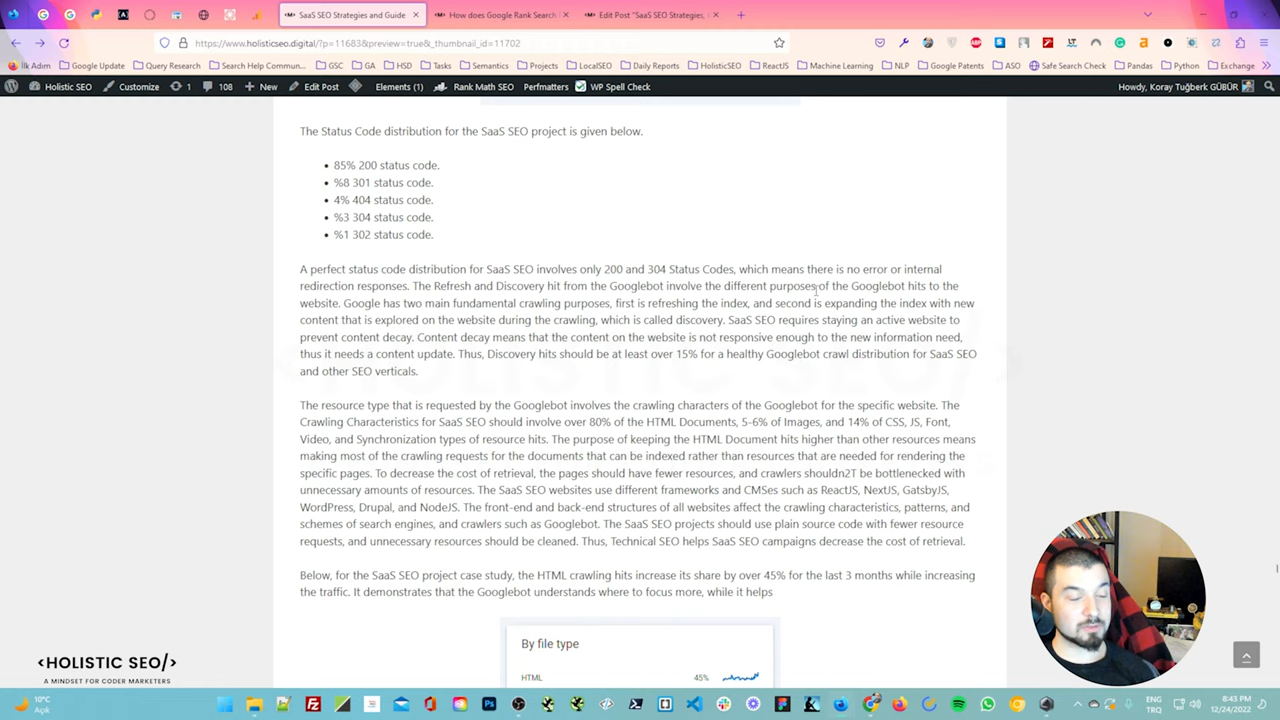 SaaS SEO Strategies and Guide
How does Google Rank Search
Edit Post "SaaS SEO Strategies,
https://www.holisticseo.digital/?p=11683&preview=true&_thumbnail_id=11702
İlk Adım Google Update Query Research Search Help Commun... GSC GA HSD Tasks Semantics Projects LocalSEO Daily Reports HolisticSEO ReactJS Machine Learning NLP Google Patents ASO Safe Search Check Pandas Python Exchange
Holistic SEO Customize 1 108 New Edit Post Elements (1) Rank Math SEO Perfmatters WP Spell Check Howdy, Koray Tuğberk GÜBÜR
The Status Code distribution for the SaaS SEO project is given below.
• 85% 200 status code.
• %8 301 status code.
• 4% 404 status code.
• %3 304 status code.
• %1 302 status code.
A perfect status code distribution for SaaS SEO involves only 200 and 304 Status Codes, which means there is no error or internal
redirection responses. The Refresh and Discovery hit from the Googlebot involve the different purposes of the Googlebot hits to the
website. Google has two main fundamental crawling purposes, first is refreshing the index, and second is expanding the index with new
content that is explored on the website during the crawling, which is called discovery. SaaS SEO requires staying an active website to
prevent content decay. Content decay means that the content on the website is not responsive enough to the new information need,
thus it needs a content update. Thus, Discovery hits should be at least over 15% for a healthy Googlebot crawl distribution for SaaS SEO
and other SEO verticals.
The resource type that is requested by the Googlebot involves the crawling characters of the Googlebot for the specific website. The
Crawling Characteristics for SaaS SEO should involve over 80% of the HTML Documents, 5-6% of Images, and 14% of CSS, JS, Font,
Video, and Synchronization types of resource hits. The purpose of keeping the HTML Document hits higher than other resources means
making most of the crawling requests for the documents that can be indexed rather than resources that are needed for rendering the
specific pages. To decrease the cost of retrieval, the pages should have fewer resources, and crawlers shouldn2T be bottlenecked with
unnecessary amounts of resources. The SaaS SEO websites use different frameworks and CMSes such as ReactJS, NextJS, GatsbyJS,
WordPress, Drupal, and NodeJS. The front-end and back-end structures of all websites affect the crawling characteristics, patterns, and
schemes of search engines, and crawlers such as Googlebot. The SaaS SEO projects should use plain source code with fewer resource
requests, and unnecessary resources should be cleaned. Thus, Technical SEO helps SaaS SEO campaigns decrease the cost of retrieval.
Below, for the SaaS SEO project case study, the HTML crawling hits increase its share by over 45% for the last 3 months while increasing
the traffic. It demonstrates that the Googlebot understands where to focus more, while it helps
By file type
HTML 45%
<HOLISTIC SEO/>
A MINDSET FOR CODER MARKETERS
10°C
Açık
ENG
TRQ
8:43 PM
12/24/2022